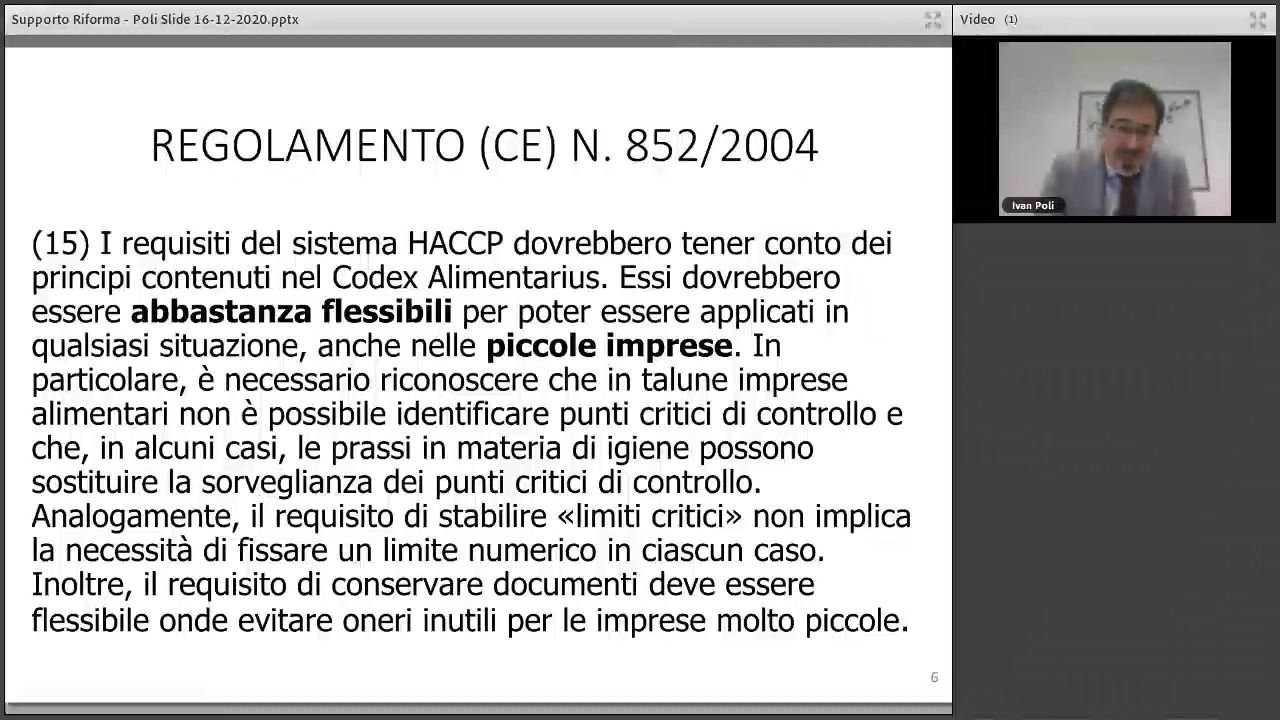 Supporto Riforma - Poli Slide 16-12-2020.pptx
Video (1)
Ivan Poli
REGOLAMENTO (CE) N. 852/2004
(15) I requisiti del sistema HACCP dovrebbero tener conto dei
principi contenuti nel Codex Alimentarius. Essi dovrebbero
essere abbastanza flessibili per poter essere applicati in
qualsiasi situazione, anche nelle piccole imprese. In
particolare, è necessario riconoscere che in talune imprese
alimentari non è possibile identificare punti critici di controllo e
che, in alcuni casi, le prassi in materia di igiene possono
sostituire la sorveglianza dei punti critici di controllo.
Analogamente, il requisito di stabilire «limiti critici» non implica
la necessità di fissare un limite numerico in ciascun caso.
Inoltre, il requisito di conservare documenti deve essere
flessibile onde evitare oneri inutili per le imprese molto piccole.
6